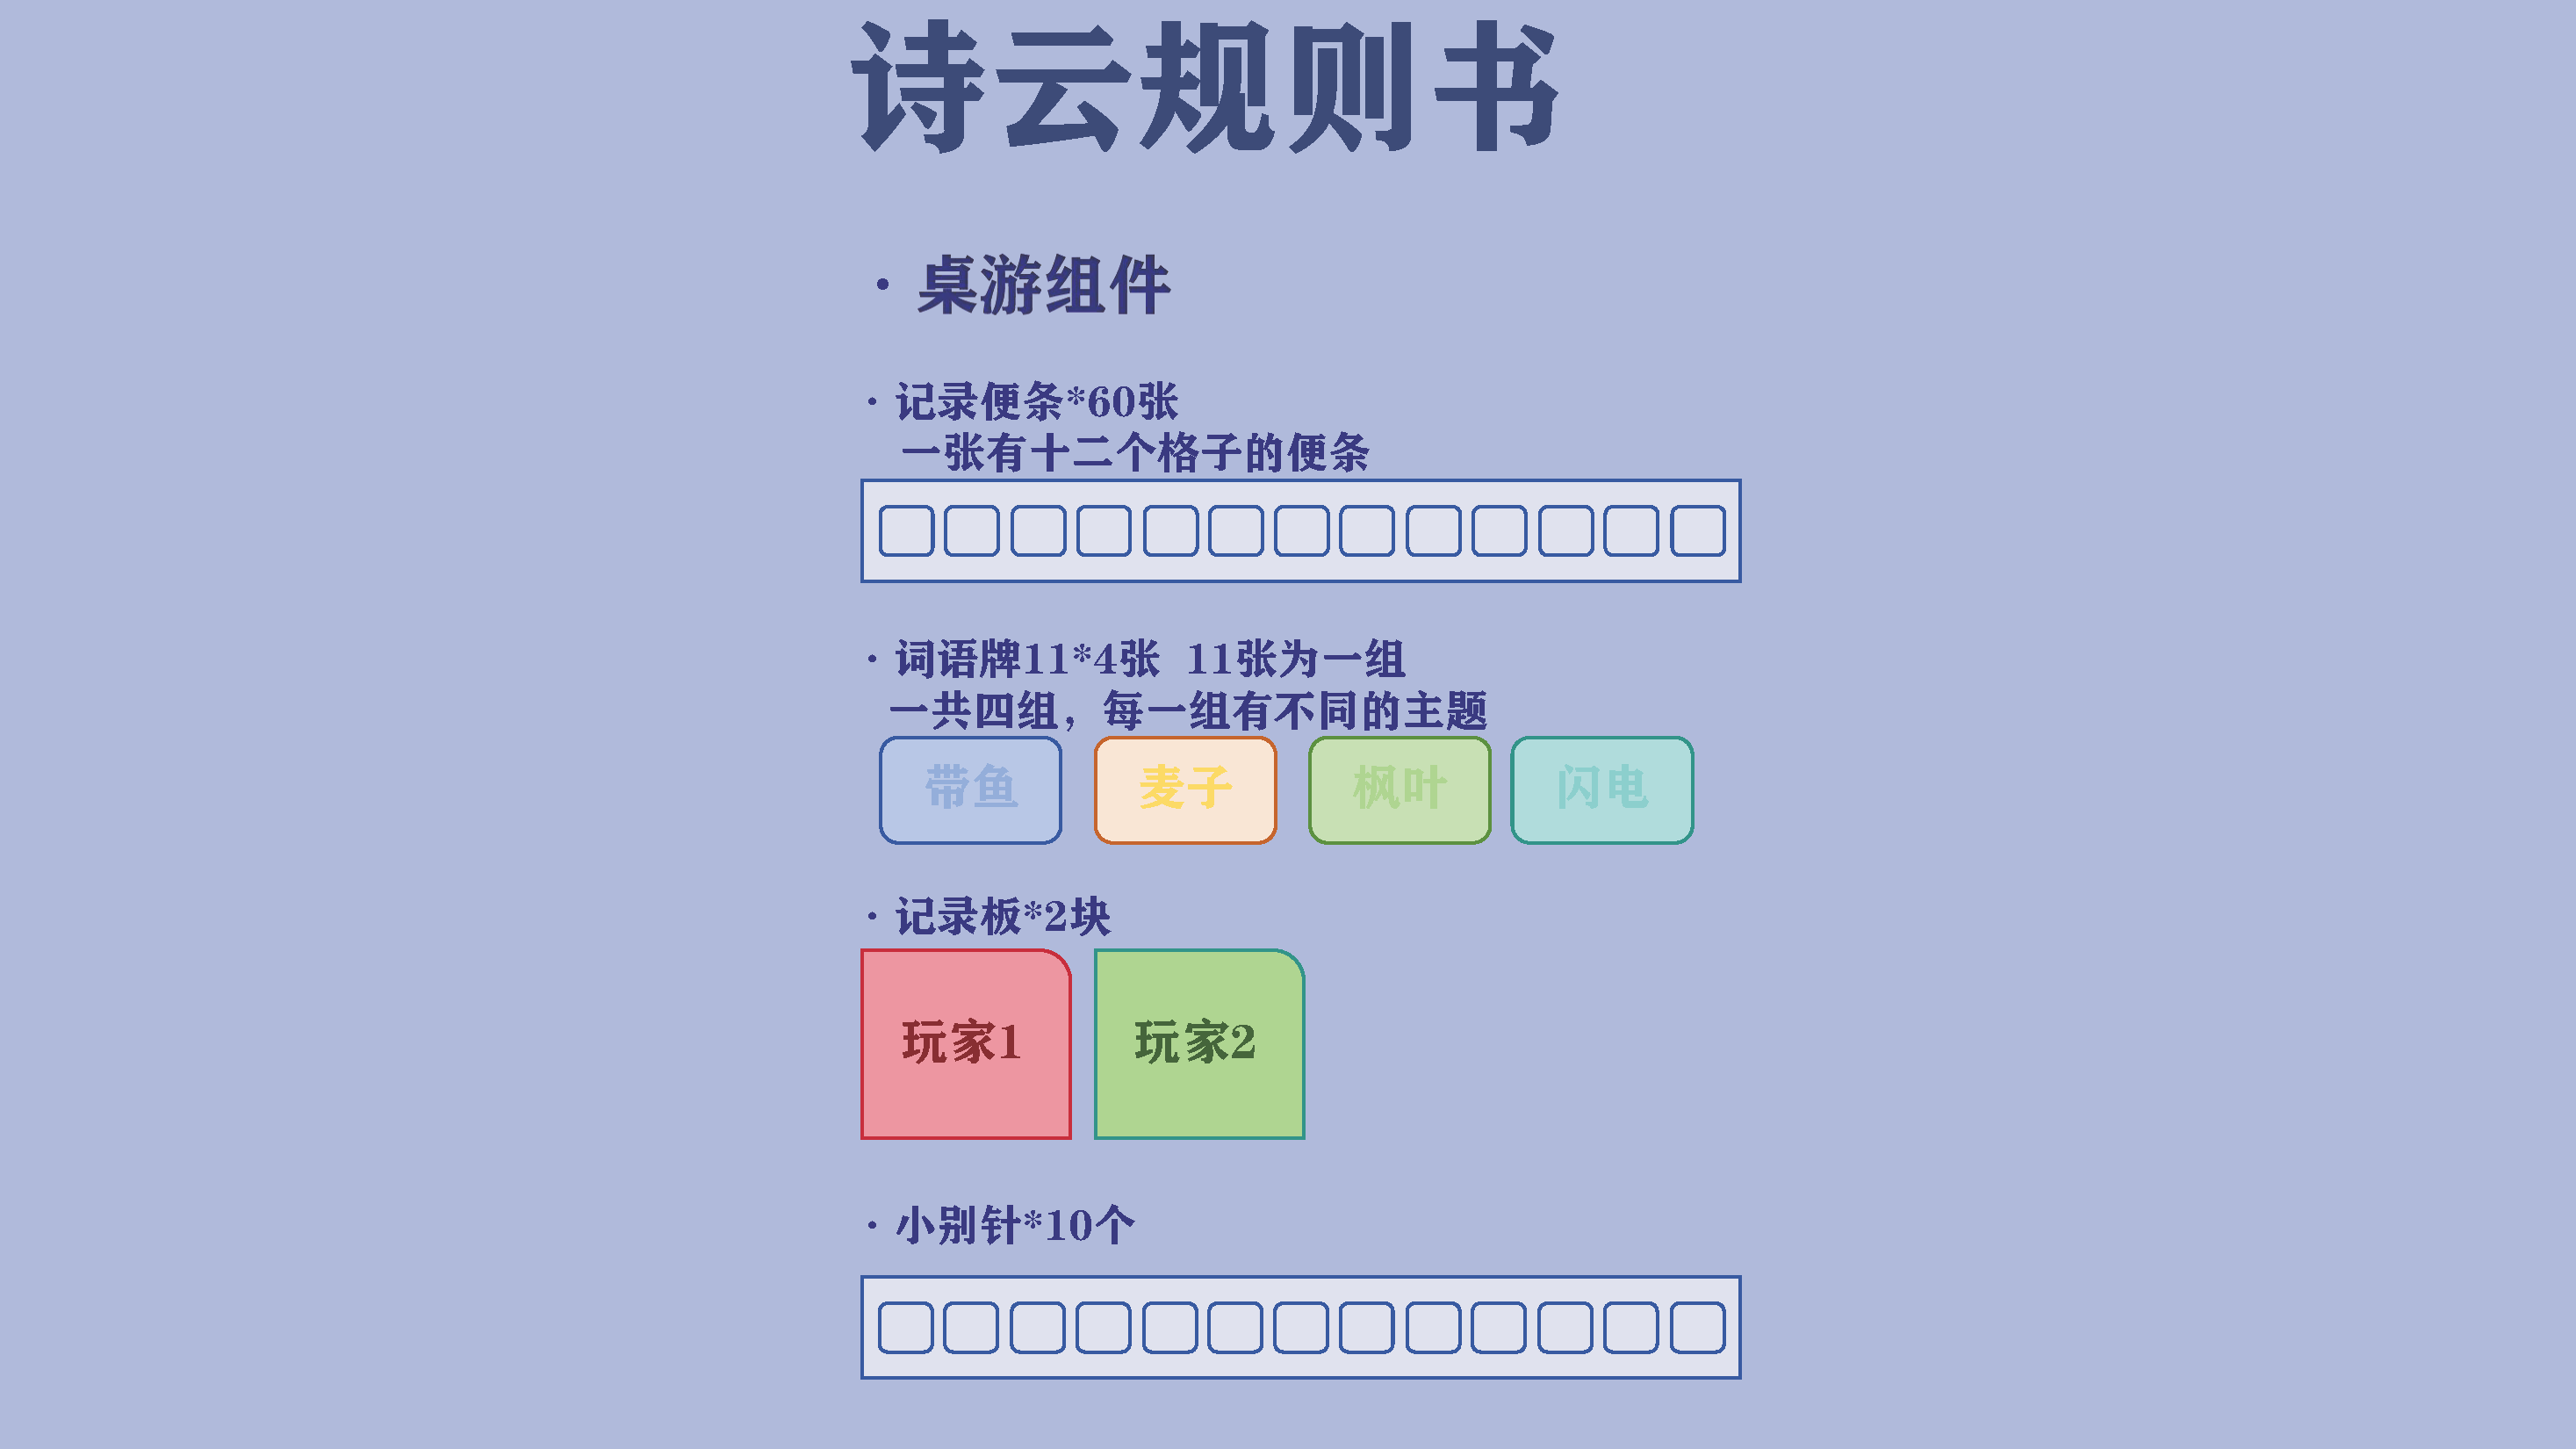 诗云规则书
· 桌游组件
· 记录便条*60张
一张有十二个格子的便条
· 词语牌11*4张 11张为一组
一共四组，每一组有不同的主题
带鱼 麦子 枫叶 闪电
· 记录板*2块
玩家1 玩家2
· 小别针*10个